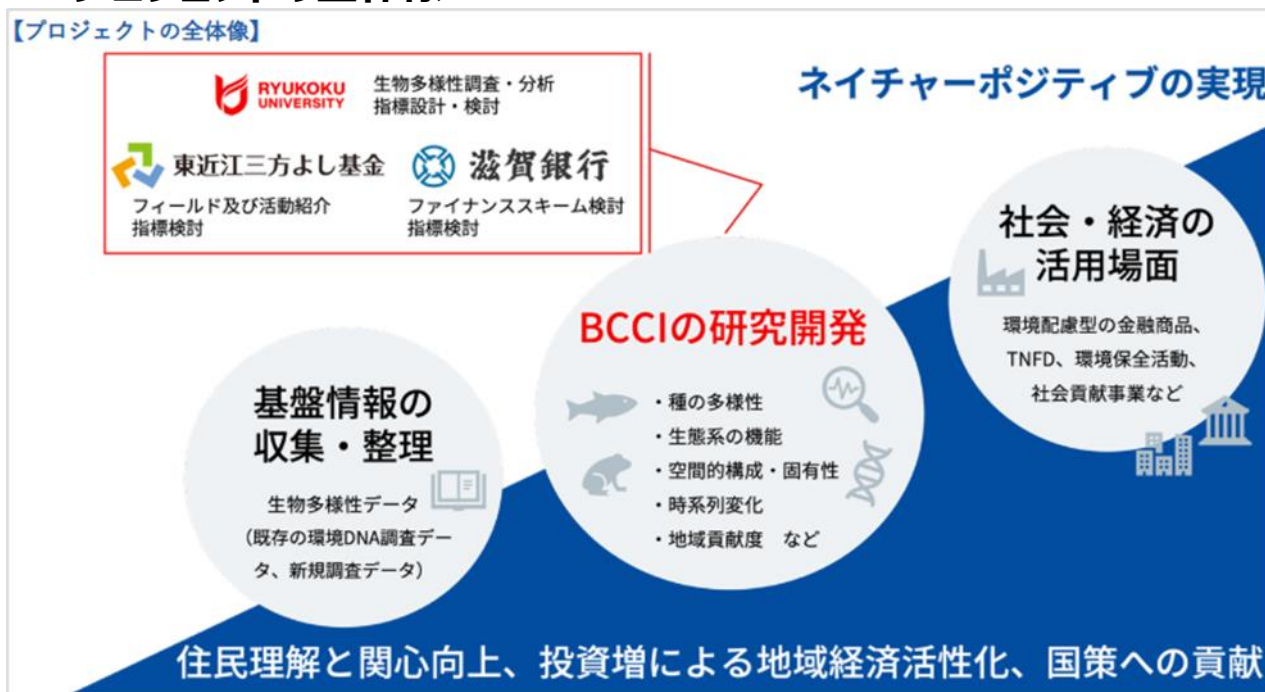 【プロジェクトの全体像】
RYUKOKU
UNIVERSITY
生物多様性調査・分析
指標設計・検討
東近江三方よし基金
フィールド及び活動紹介
指標検討
滋賀銀行
ファイナンススキーム検討
指標検討
ネイチャーポジティブの実現
社会・経済の
活用場面
環境配慮型の金融商品、
TNFD、環境保全活動、
社会貢献事業など
BCCIの研究開発
・種の多様性
・生態系の機能
・空間的構成・固有性
・時系列変化
・地域貢献度 など
基盤情報の
収集・整理
生物多様性データ
（既存の環境DNA調査デー
タ、新規調査データ）
住民理解と関心向上、投資増による地域経済活性化、国策への貢献